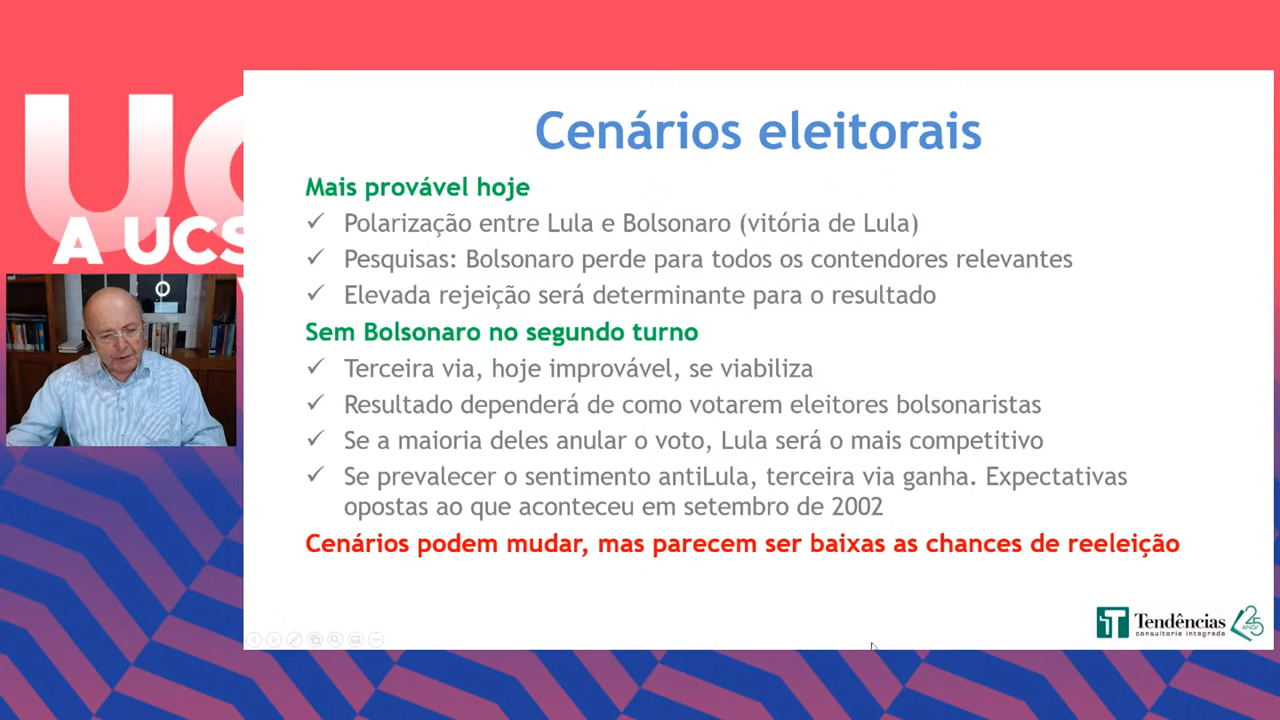 UC
A UCS
Cenários eleitorais
Mais provável hoje
✓ Polarização entre Lula e Bolsonaro (vitória de Lula)
✓ Pesquisas: Bolsonaro perde para todos os contendores relevantes
✓ Elevada rejeição será determinante para o resultado
Sem Bolsonaro no segundo turno
✓ Terceira via, hoje improvável, se viabiliza
✓ Resultado dependerá de como votarem eleitores bolsonaristas
✓ Se a maioria deles anular o voto, Lula será o mais competitivo
✓ Se prevalecer o sentimento antiLula, terceira via ganha. Expectativas
opostas ao que aconteceu em setembro de 2002
Cenários podem mudar, mas parecem ser baixas as chances de reeleição
T Tendências
consultoria integrada
25
ANOS